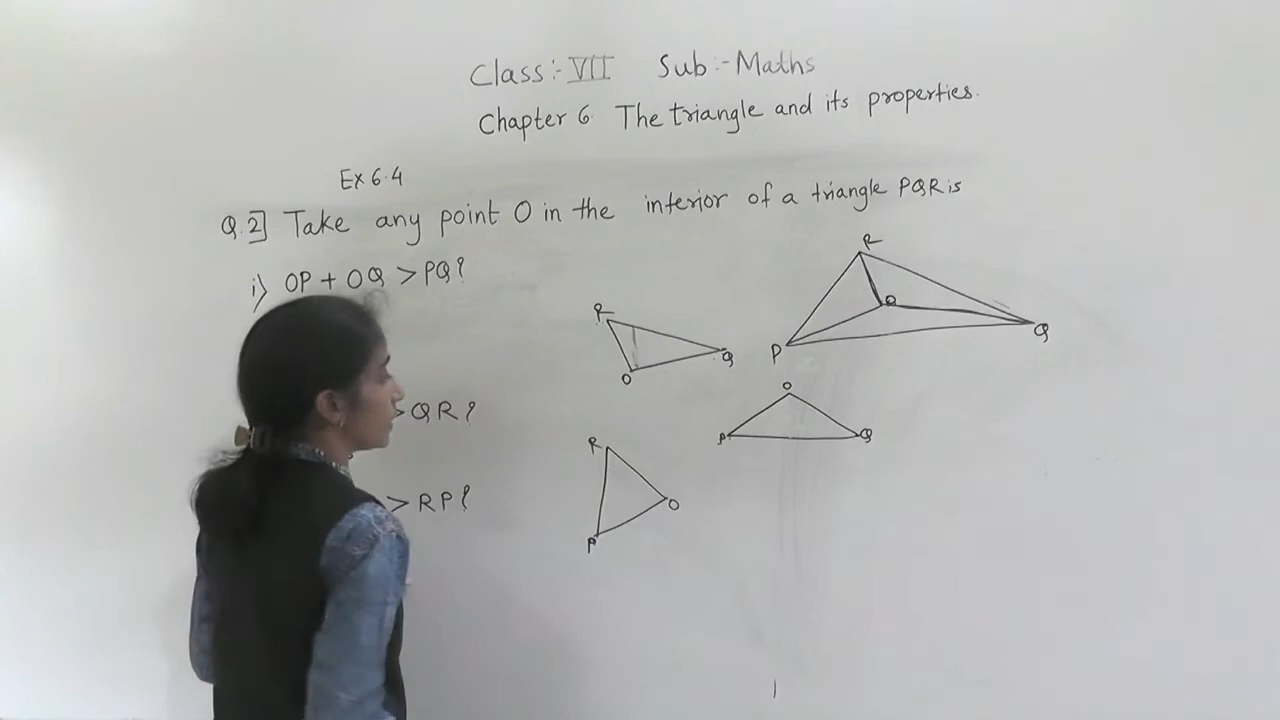 Class:- VII Sub:- Maths
Chapter 6 The triangle and its properties.
Ex 6.4
Q.2] Take any point O in the interior of a triangle PQR is
i) OP + OQ > PQ?
> QR?
> RP?
R
O
P
Q
R
O
Q
O
P
Q
R
O
P